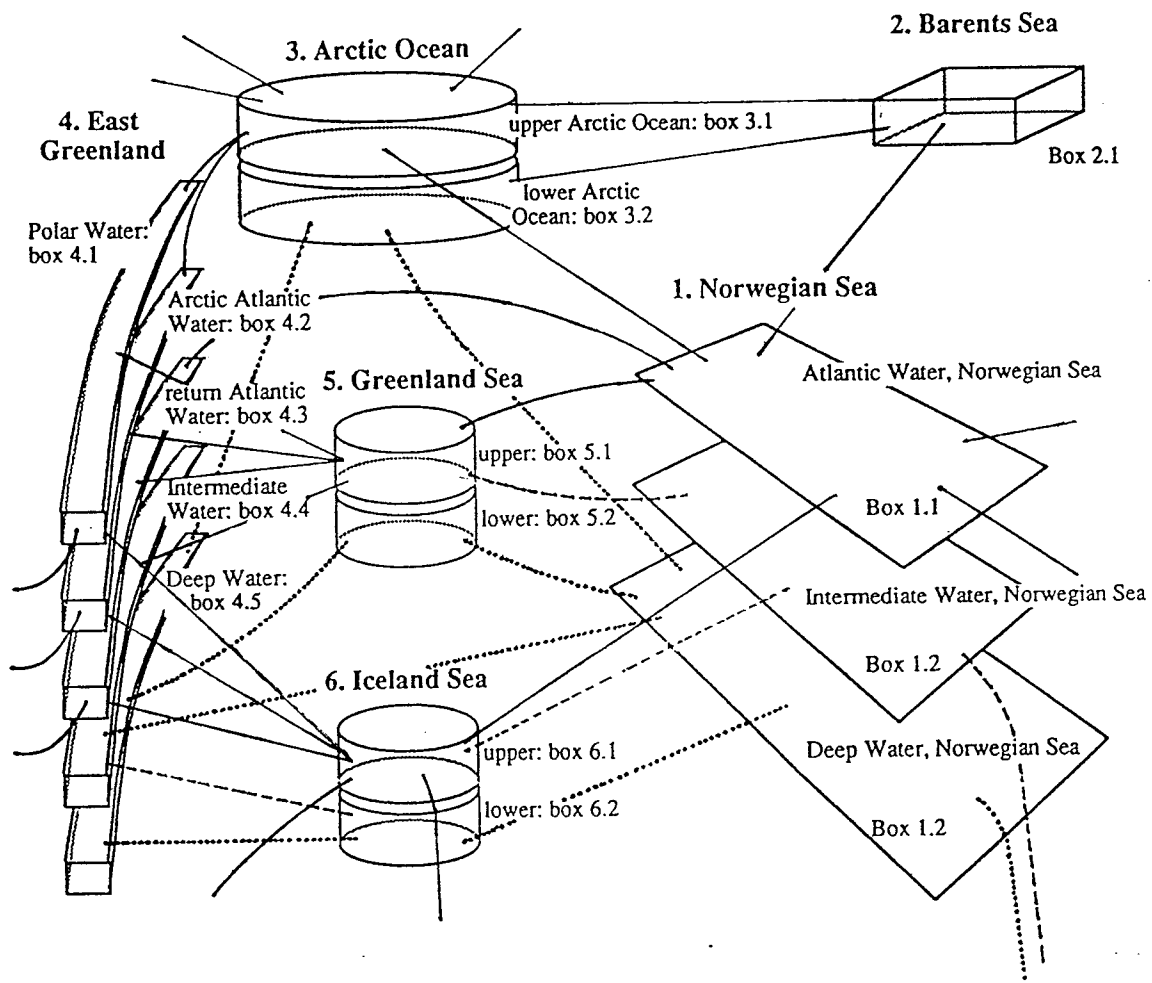 2. Barents Sea
3. Arctic Ocean
4. East
Greenland
upper Arctic Ocean: box 3.1
Box 2.1
lower Arctic
Ocean: box 3.2
Polar Water:
box 4.1
1. Norwegian Sea
Arctic Atlantic
Water: box 4.2
Atlantic Water, Norwegian Sea
5. Greenland Sea
return Atlantic
Water: box 4.3
upper: box 5.1
Intermediate
Water: box 4.4
Box 1.1
lower: box 5.2
Deep Water:
box 4.5
Intermediate Water, Norwegian Sea
Box 1.2
6. Iceland Sea
upper: box 6.1
Deep Water, Norwegian Sea
lower: box 6.2
Box 1.2